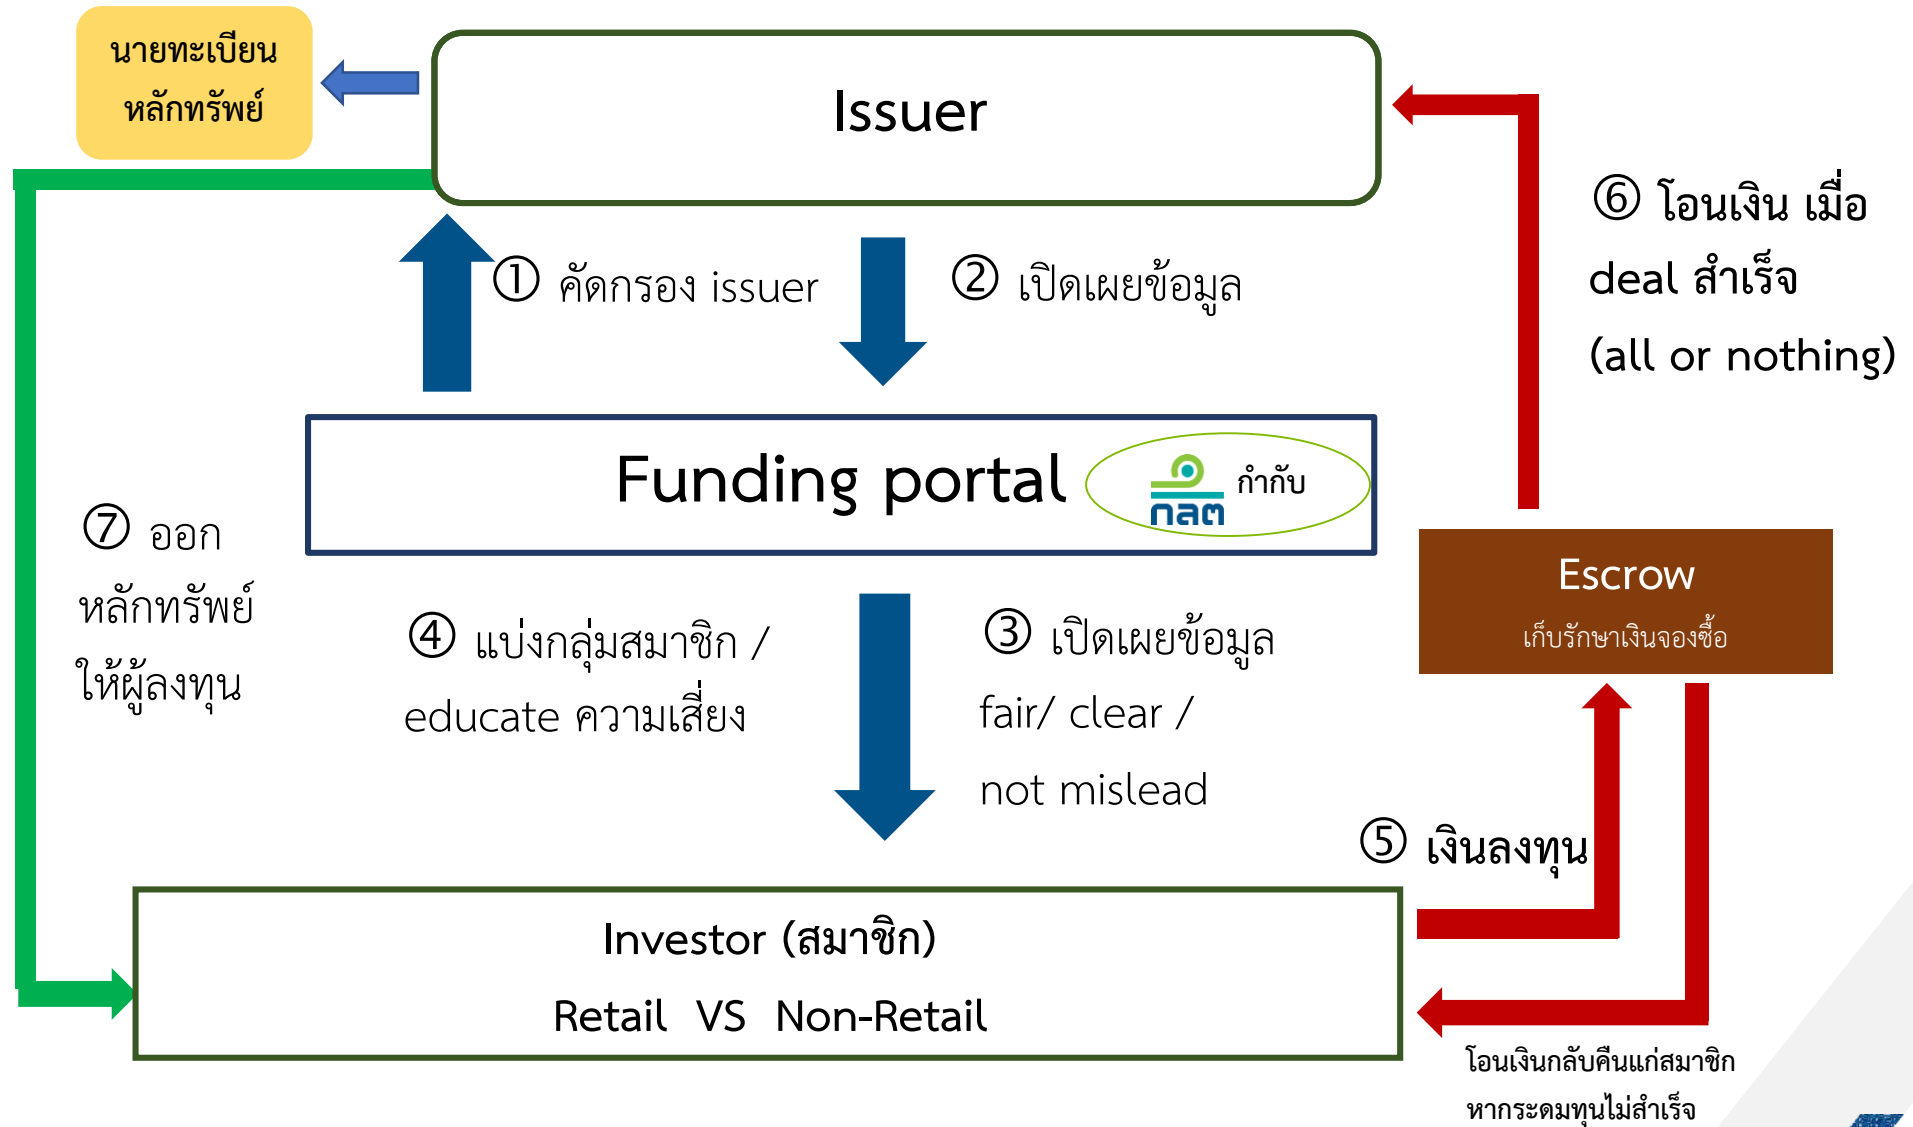 นายทะเบียน
หลักทรัพย์
Issuer
① คัดกรอง issuer
② เปิดเผยข้อมูล
⑥ โอนเงิน เมื่อ
deal สำเร็จ
(all or nothing)
Funding portal
กลต
กำกับ
⑦ ออก
หลักทรัพย์
ให้ผู้ลงทุน
④ แบ่งกลุ่มสมาชิก /
educate ความเสี่ยง
③ เปิดเผยข้อมูล
fair/ clear /
not mislead
Escrow
เก็บรักษาเงินจองซื้อ
⑤ เงินลงทุน
Investor (สมาชิก)
Retail VS Non-Retail
โอนเงินกลับคืนแก่สมาชิก
หากระดมทุนไม่สำเร็จ